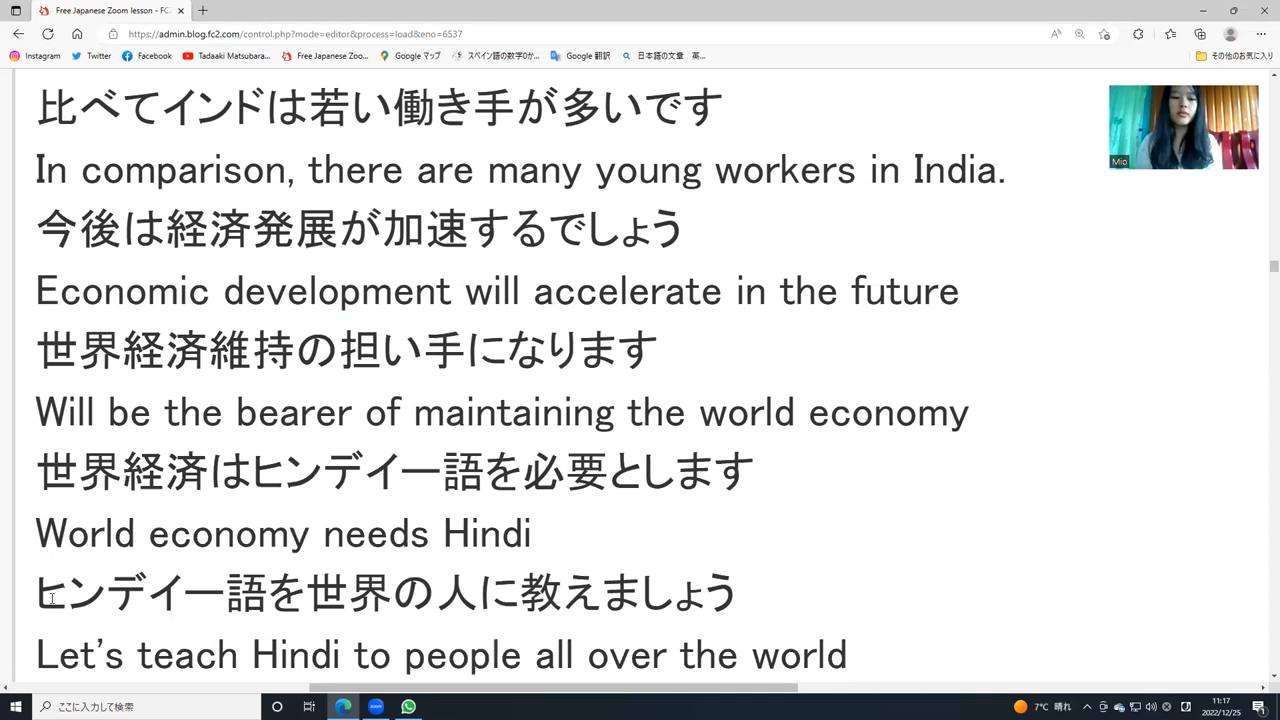 Free Japanese Zoom lesson - FC2
https://admin.blog.fc2.com/control.php?mode=editor&process=load&eno=6537
Instagram Twitter Facebook Tadaaki Matsubara... Free Japanese Zoo... Google マップ スペイン語の数字0か... Google 翻訳 日本語の文章 英... その他のお気に入り
比べてインドは若い働き手が多いです
In comparison, there are many young workers in India.
今後は経済発展が加速するでしょう
Economic development will accelerate in the future
世界経済維持の担い手になります
Will be the bearer of maintaining the world economy
世界経済はヒンデイー語を必要とします
World economy needs Hindi
ヒンデイー語を世界の人に教えましょう
Let's teach Hindi to people all over the world
Mio
ここに入力して検索
7°C 晴れ
11:17
2022/12/25